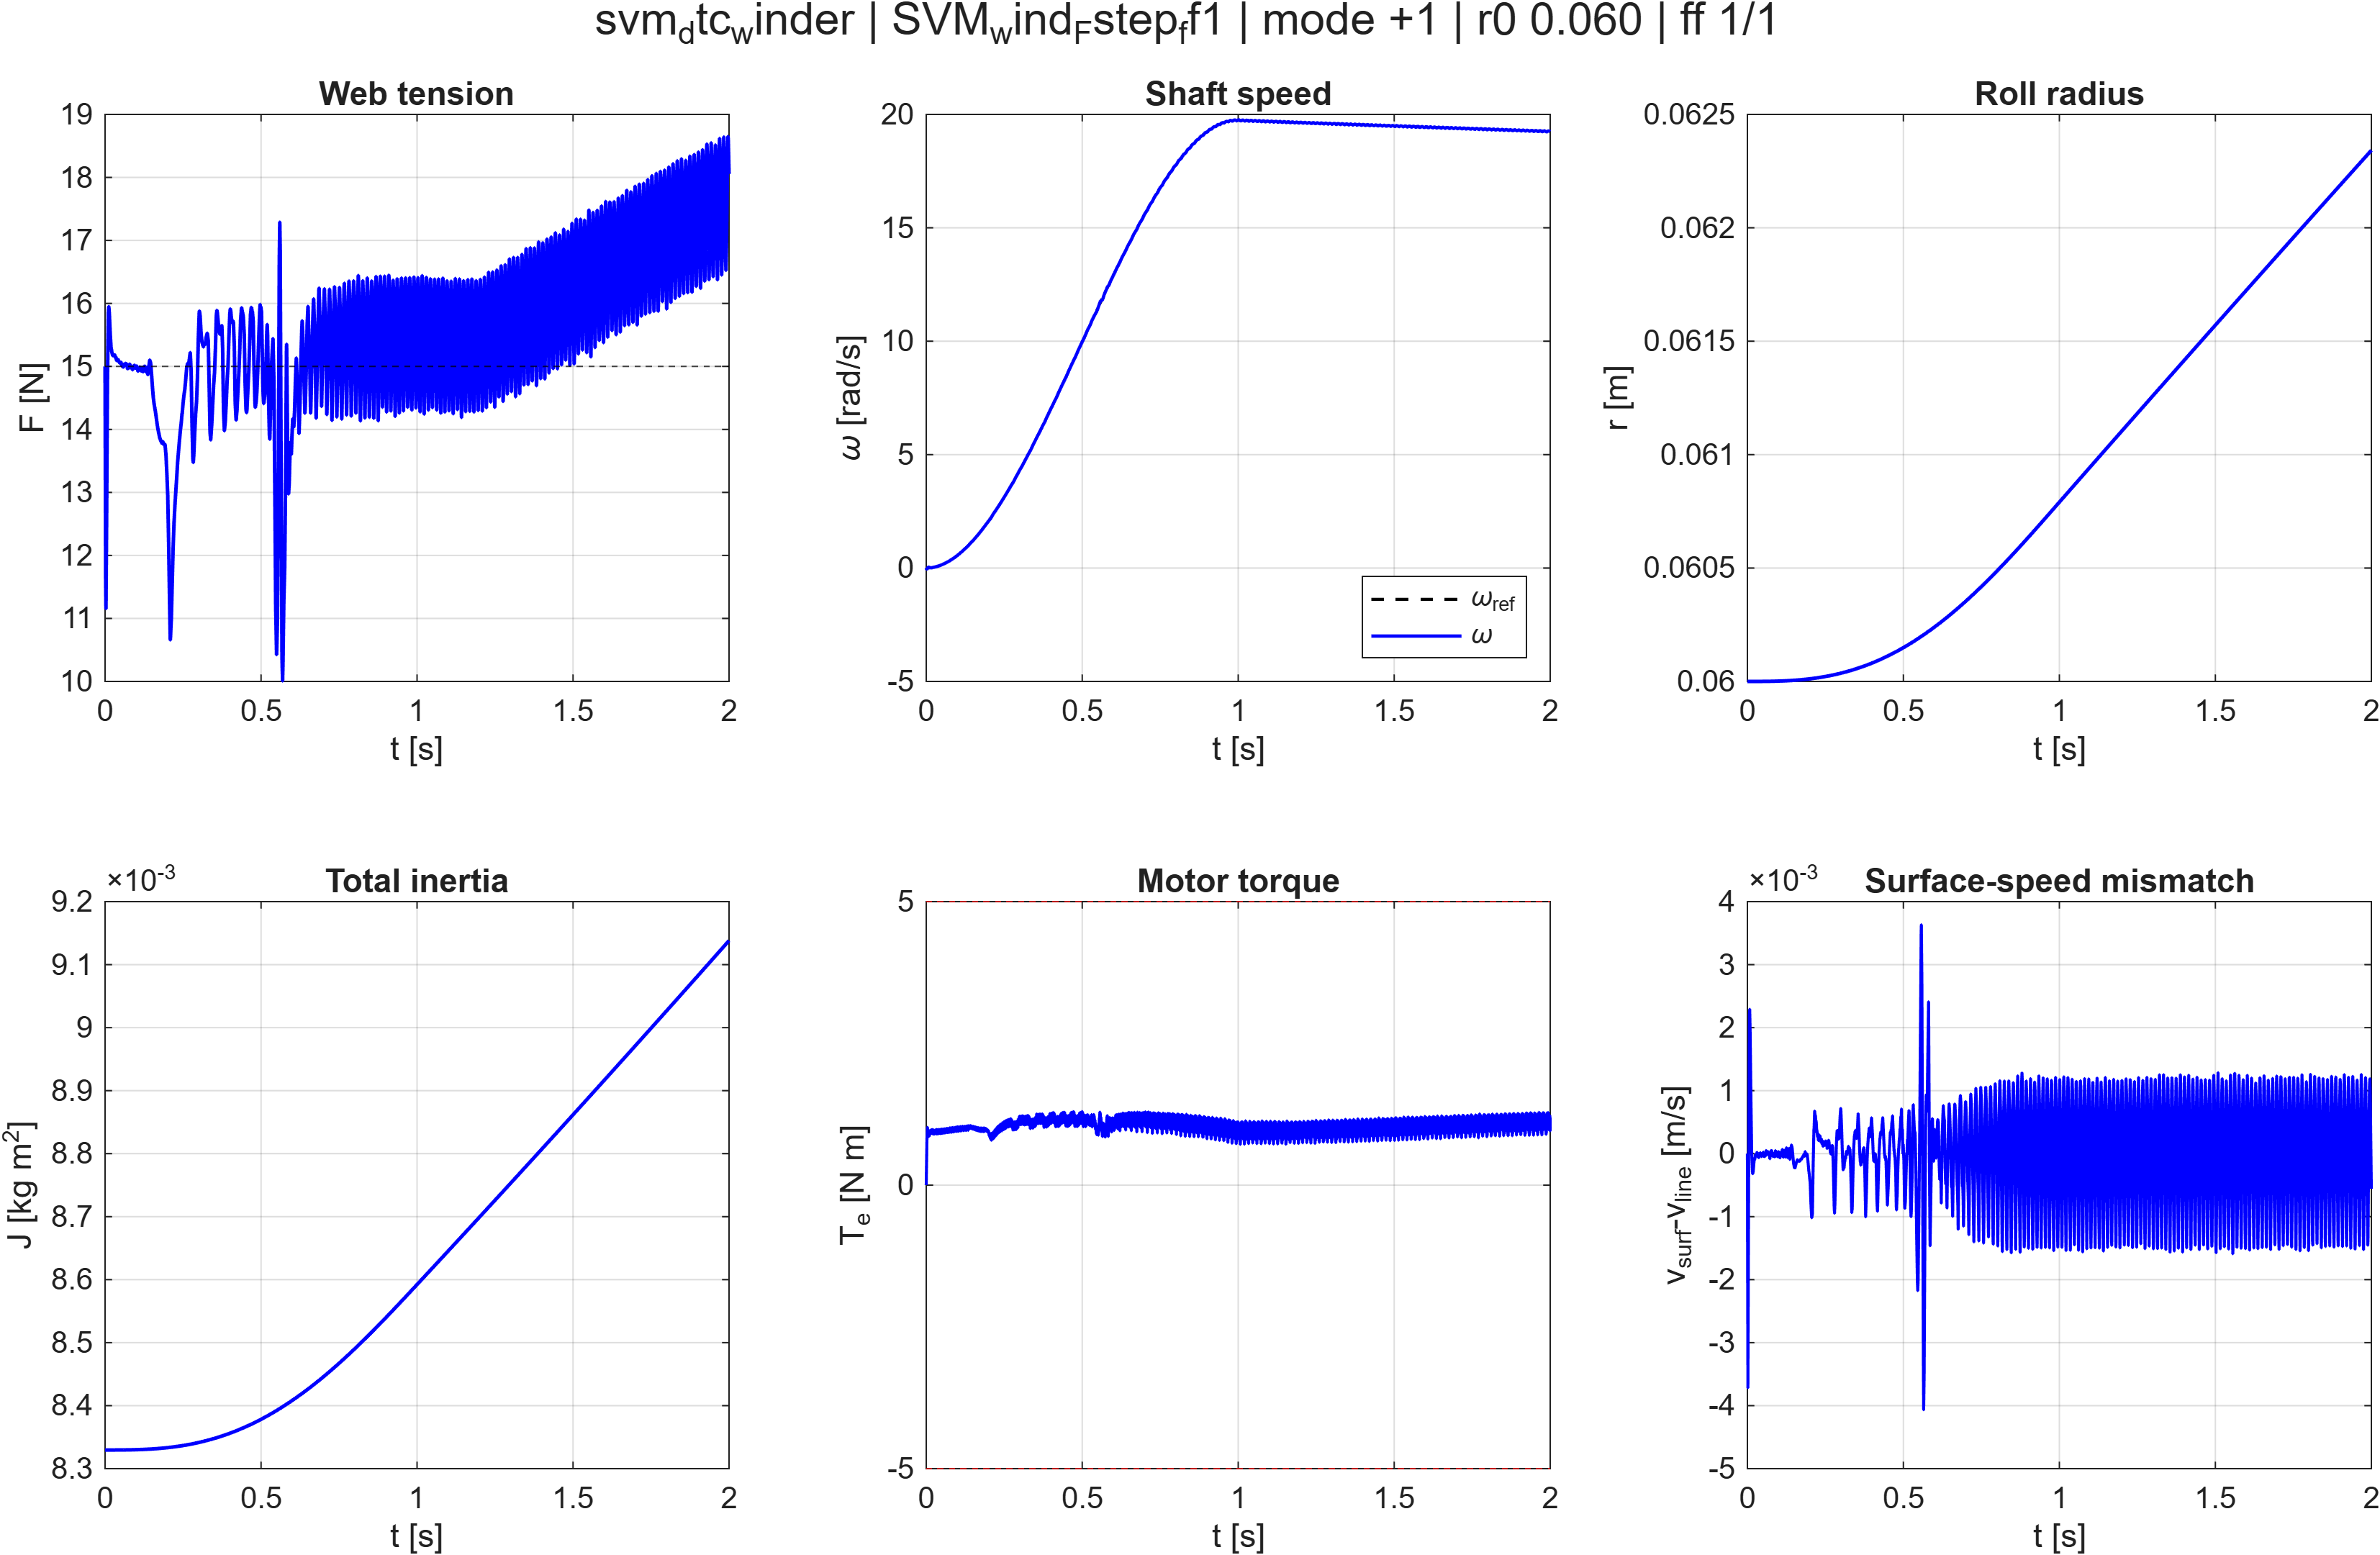 svm_dtc_winder | SVM_wind_Fstep_ff1 | mode +1 | r0 0.060 | ff 1/1
Web tension
19
18
17
16
15
14
13
12
11
10
F [N]
0 0.5 1 1.5 2
t [s]
Shaft speed
20
15
10
5
0
-5
ω [rad/s]
ω_ref
ω
0 0.5 1 1.5 2
t [s]
Roll radius
0.0625
0.062
0.0615
0.061
0.0605
0.06
r [m]
0 0.5 1 1.5 2
t [s]
Total inertia
×10^-3
9.2
9.1
9
8.9
8.8
8.7
8.6
8.5
8.4
8.3
J [kg m²]
0 0.5 1 1.5 2
t [s]
Motor torque
5
0
-5
T_e [N m]
0 0.5 1 1.5 2
t [s]
Surface-speed mismatch
×10^-3
4
3
2
1
0
-1
-2
-3
-4
-5
v_surf-v_line [m/s]
0 0.5 1 1.5 2
t [s]